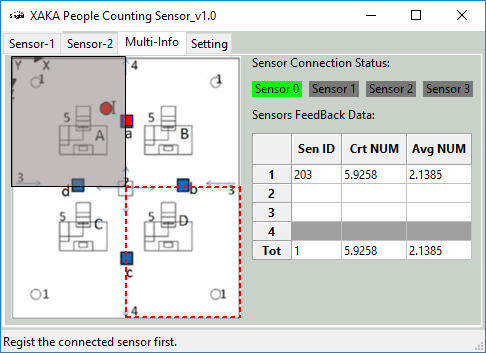 XAKA People Counting Sensor_v1.0
Sensor-1 Sensor-2 Multi-Info Setting
Sensor Connection Status:
Sensor 0 Sensor 1 Sensor 2 Sensor 3
Sensors FeedBack Data:
Sen ID Crt NUM Avg NUM
1 203 5.9258 2.1385
2
3
4
Tot 1 5.9258 2.1385
Y X 4
1 1
5 5
A a B
3 d b 3
5 5
C D
c
1 1
4
Regist the connected sensor first.